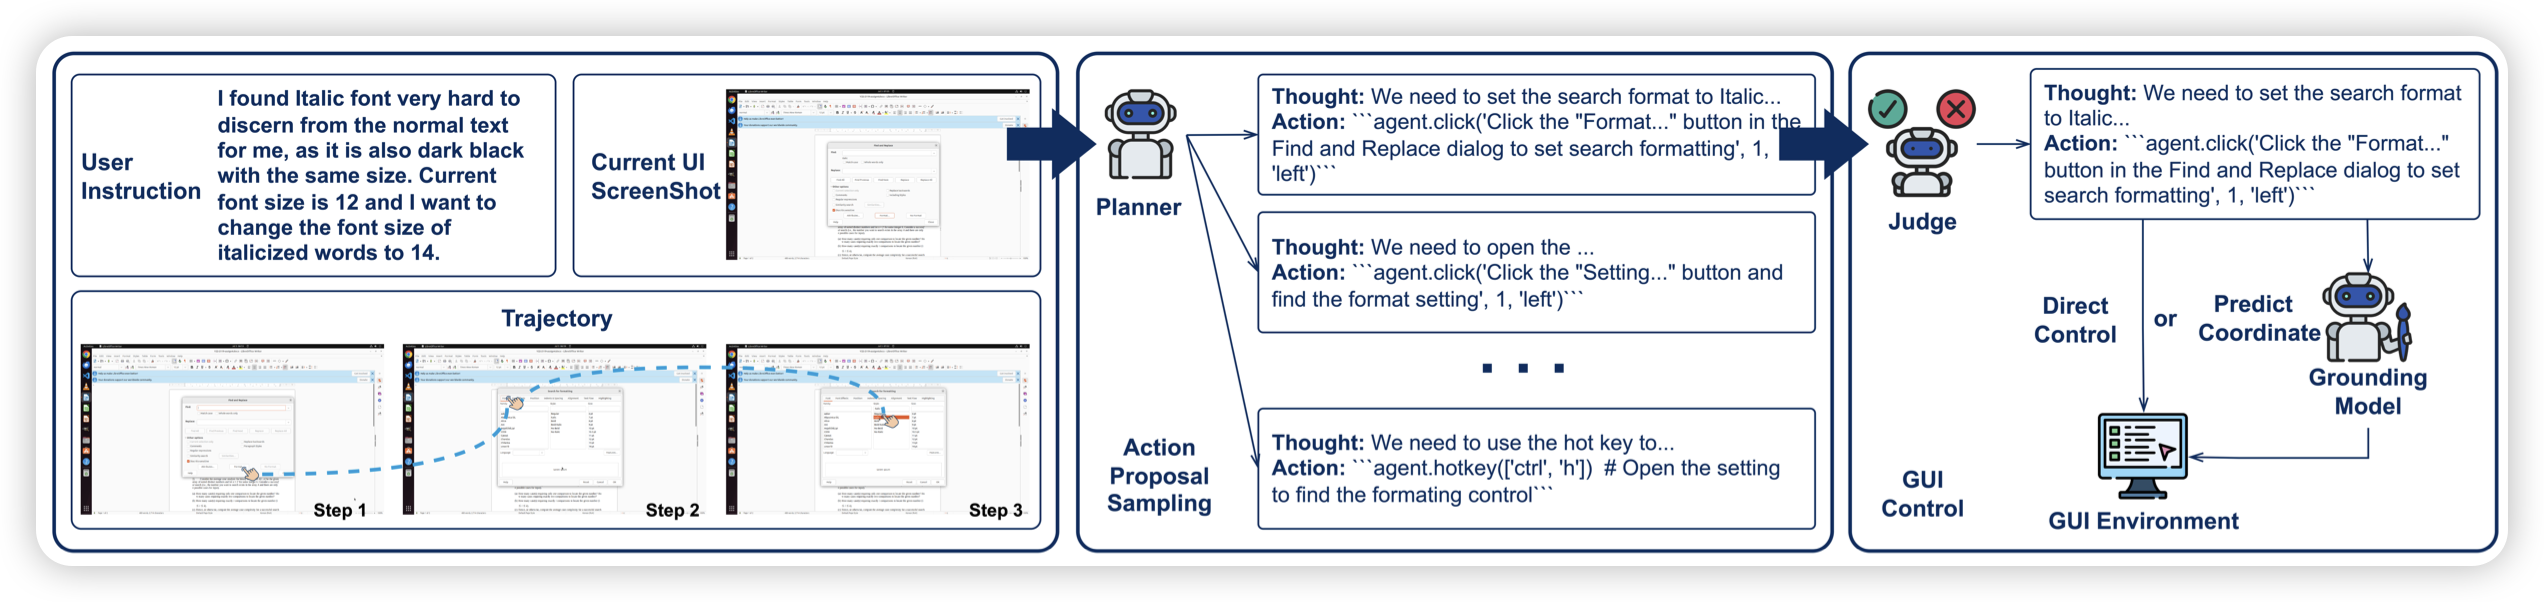 User
Instruction
I found Italic font very hard to
discern from the normal text
for me, as it is also dark black
with the same size. Current
font size is 12 and I want to
change the font size of
italicized words to 14.
Current UI
ScreenShot
Trajectory
Step 1
Step 2
Step 3
Planner
Action
Proposal
Sampling
Thought: We need to set the search format to Italic...
Action: ```agent.click('Click the "Format..." button in the
Find and Replace dialog to set search formatting', 1,
'left')```
Thought: We need to open the ...
Action: ```agent.click('Click the "Setting..." button and
find the format setting', 1, 'left')```
. . .
Thought: We need to use the hot key to...
Action: ```agent.hotkey(['ctrl', 'h']) # Open the setting
to find the formating control```
Judge
Thought: We need to set the search format
to Italic...
Action: ```agent.click('Click the "Format..."
button in the Find and Replace dialog to set
search formatting', 1, 'left')```
Direct
Control
or
Predict
Coordinate
Grounding
Model
GUI
Control
GUI Environment